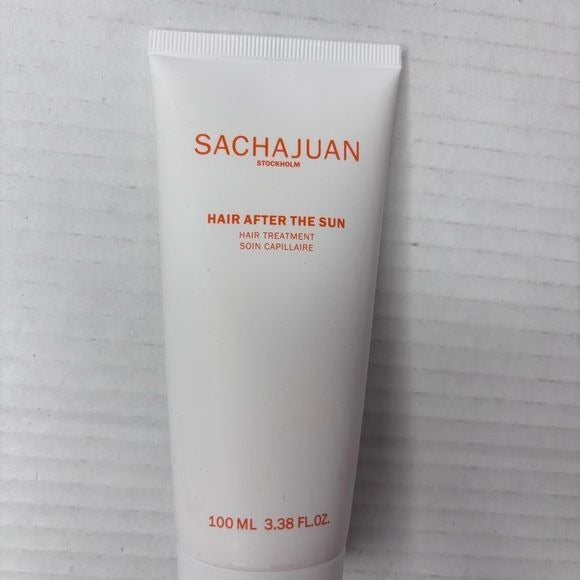 SACHAJUAN
STOCKHOLM
HAIR AFTER THE SUN
HAIR TREATMENT
SOIN CAPILLAIRE
100 ML 3.38 FL.OZ.